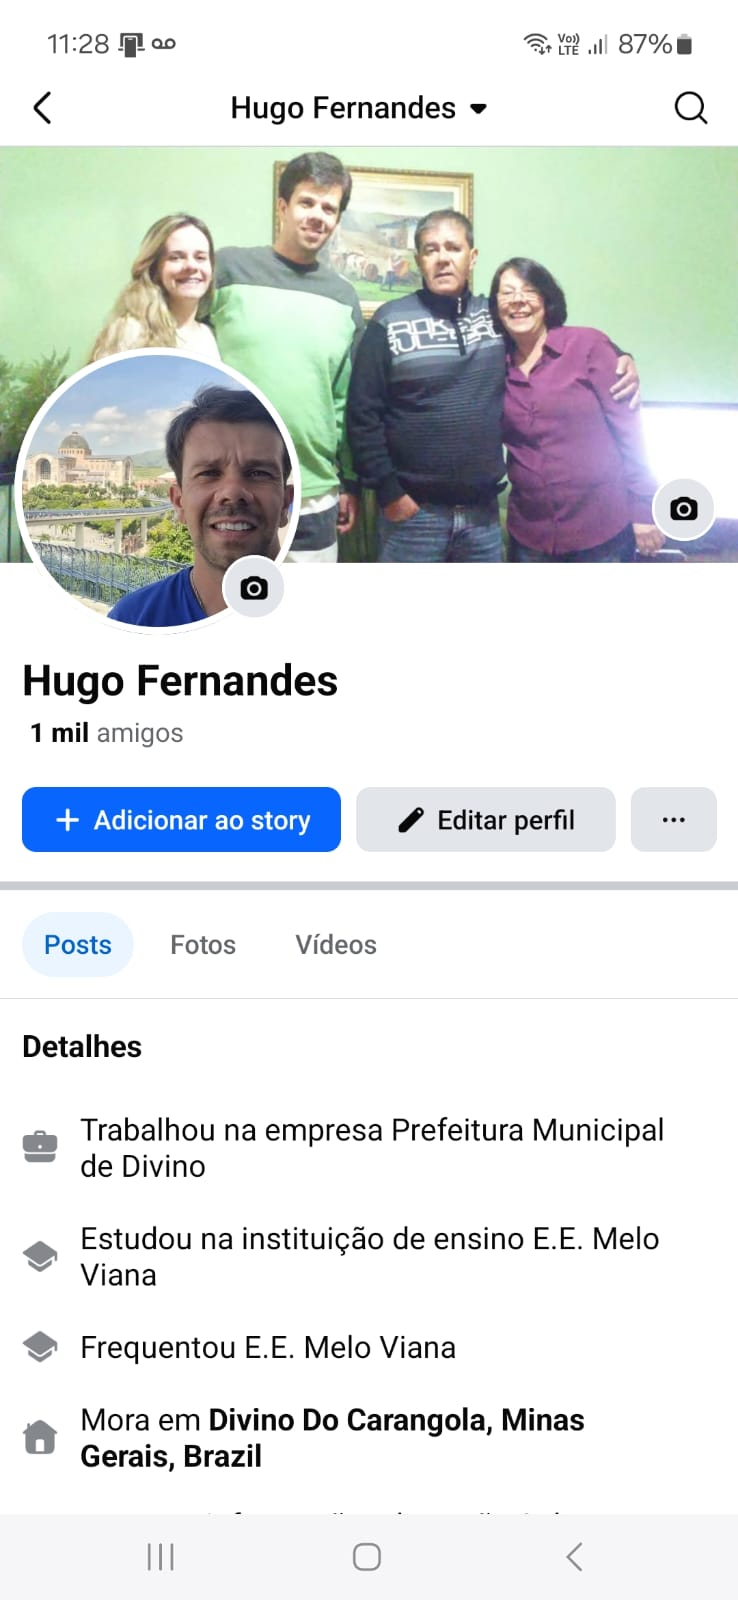 11:28
Vo))
LTE
87%
Hugo Fernandes
Hugo Fernandes
1 mil amigos
+ Adicionar ao story
Editar perfil
...
Posts
Fotos
Vídeos
Detalhes
Trabalhou na empresa Prefeitura Municipal
de Divino
Estudou na instituição de ensino E.E. Melo
Viana
Frequentou E.E. Melo Viana
Mora em Divino Do Carangola, Minas
Gerais, Brazil